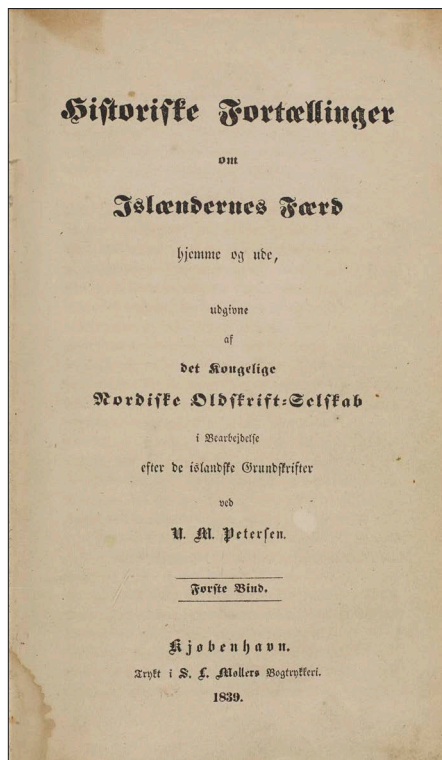 Historiske Fortællinger
om
Islændernes Færd
hjemme og ude,
udgivne
af
det Kongelige
Nordiske Oldskrift-Selskab
i Bearbejdelse
efter de islandske Grundskrifter
ved
N. M. Petersen.
Første Bind.
Kjøbenhavn.
Trykt i S. L. Møllers Bogtrykkeri.
1839.